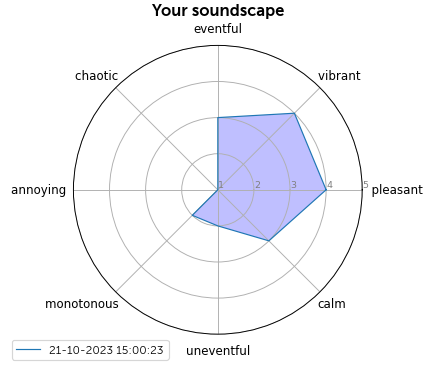 Your soundscape
eventful
chaotic
vibrant
annoying
1 2 3 4 5
pleasant
monotonous
calm
uneventful
21-10-2023 15:00:23